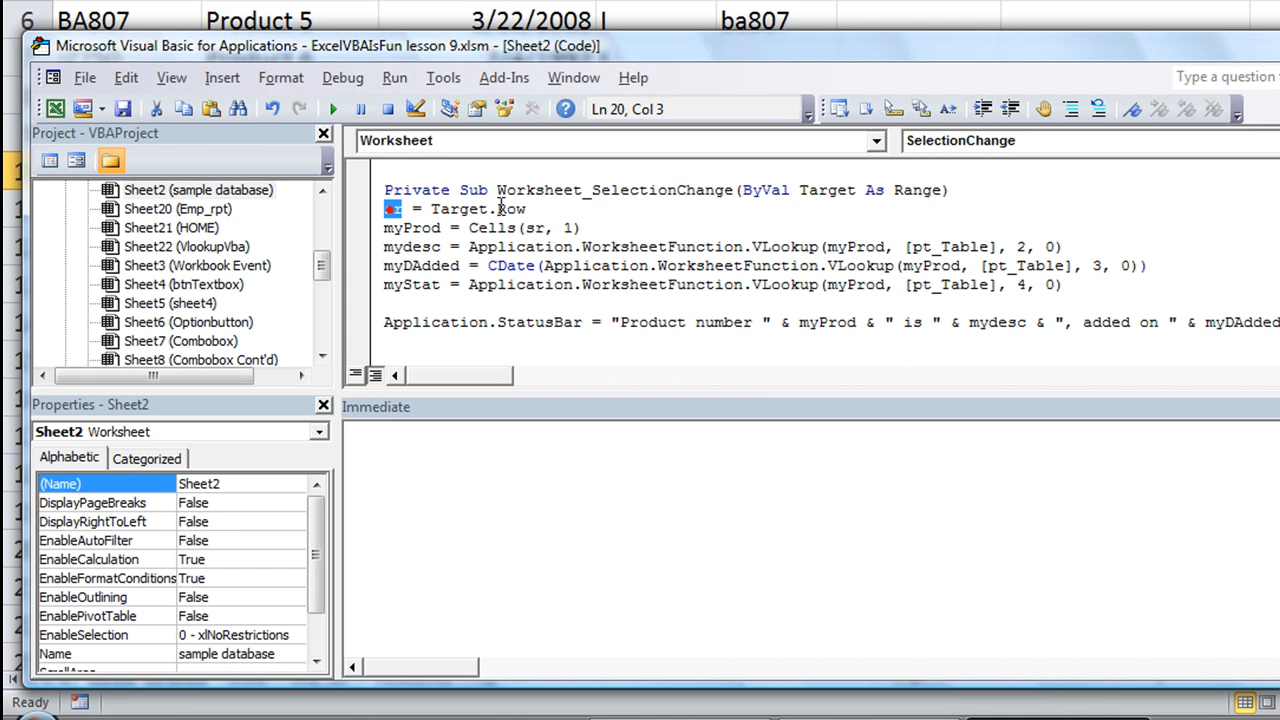 6 BA807 Product 5 3/22/2008 I ba807
Microsoft Visual Basic for Applications - ExcelVBAIsFun lesson 9.xlsm - [Sheet2 (Code)]
File Edit View Insert Format Debug Run Tools Add-Ins Window Help Type a question
Ln 20, Col 3
Project - VBAProject
Worksheet SelectionChange
Sheet2 (sample database)
Sheet20 (Emp_rpt)
Sheet21 (HOME)
Sheet22 (VlookupVba)
Sheet3 (Workbook Event)
Sheet4 (btnTextbox)
Sheet5 (sheet4)
Sheet6 (Optionbutton)
Sheet7 (Combobox)
Sheet8 (Combobox Cont'd)
Private Sub Worksheet_SelectionChange(ByVal Target As Range)
= Target.Row
myProd = Cells(sr, 1)
mydesc = Application.WorksheetFunction.VLookup(myProd, [pt_Table], 2, 0)
myDAdded = CDate(Application.WorksheetFunction.VLookup(myProd, [pt_Table], 3, 0))
myStat = Application.WorksheetFunction.VLookup(myProd, [pt_Table], 4, 0)
Application.StatusBar = "Product number " & myProd & " is " & mydesc & ", added on " & myDAdded
Properties - Sheet2
Sheet2 Worksheet
Alphabetic Categorized
(Name) Sheet2
DisplayPageBreaks False
DisplayRightToLeft False
EnableAutoFilter False
EnableCalculation True
EnableFormatConditions True
EnableOutlining False
EnablePivotTable False
EnableSelection 0 - xlNoRestrictions
Name sample database
Immediate
Ready